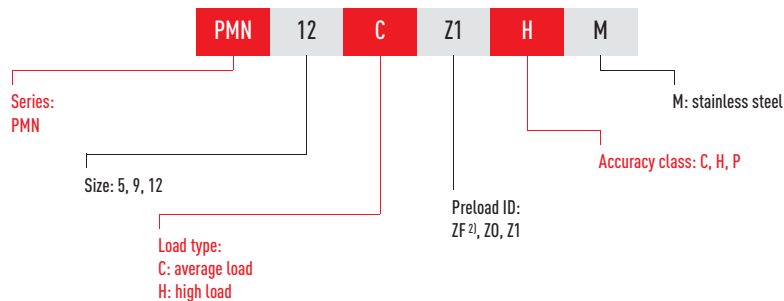 PMN 12 C Z1 H M
Series:
PMN
M: stainless steel
Size: 5, 9, 12
Accuracy class: C, H, P
Load type:
C: average load
H: high load
Preload ID:
ZF ²⁾, Z0, Z1